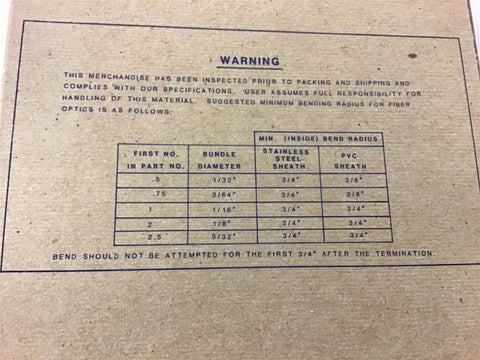 WARNING
THIS MERCHANDISE HAS BEEN INSPECTED PRIOR TO PACKING AND SHIPPING AND
COMPLIES WITH OUR SPECIFICATIONS. USER ASSUMES FULL RESPONSIBILITY FOR
HANDLING OF THIS MATERIAL. SUGGESTED MINIMUM BENDING RADIUS FOR FIBER
OPTICS IS AS FOLLOWS:
MIN. (INSIDE) BEND RADIUS
FIRST NO. IN PART NO. BUNDLE DIAMETER STAINLESS STEEL SHEATH PVC SHEATH
.5 1/32" 3/4" 3/8"
.75 3/64" 3/4" 3/8"
1 1/16" 3/4" 3/4"
2 1/8" 3/4" 3/4"
2.5 5/32" 3/4" 3/4"
BEND SHOULD NOT BE ATTEMPTED FOR THE FIRST 3/4" AFTER THE TERMINATION.